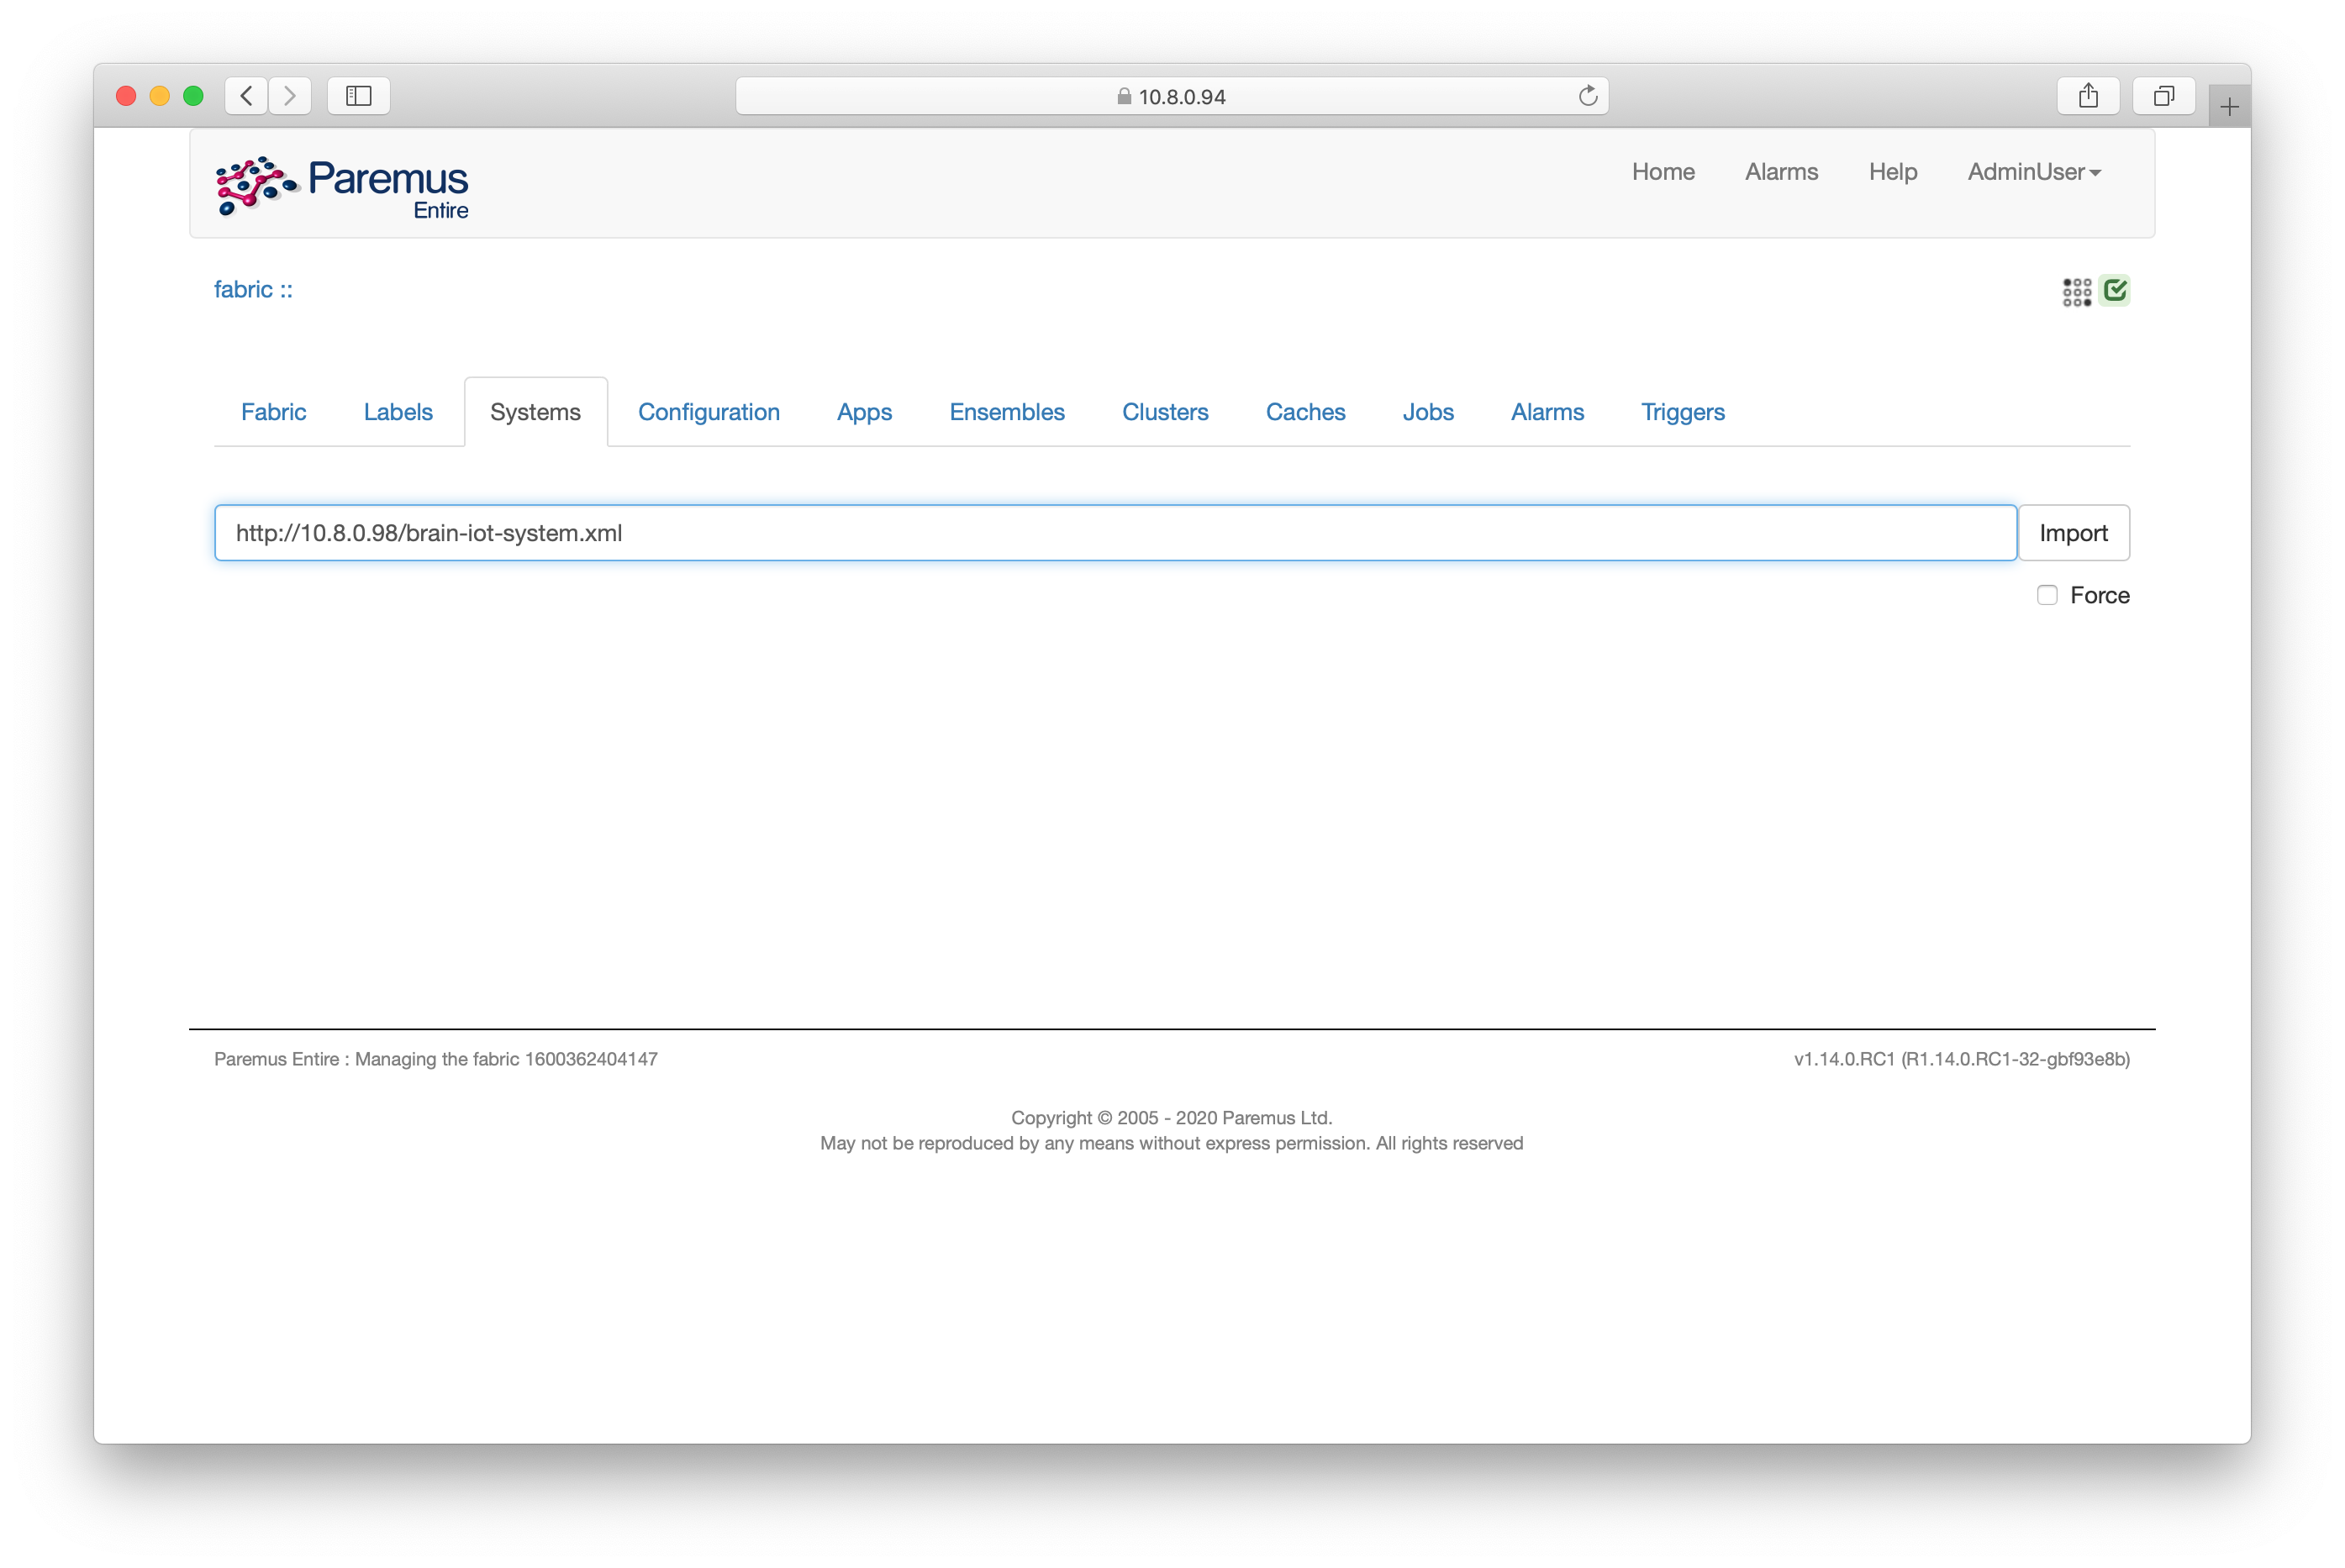 10.8.0.94
Paremus
Entire
Home Alarms Help AdminUser
fabric ::
Fabric Labels Systems Configuration Apps Ensembles Clusters Caches Jobs Alarms Triggers
http://10.8.0.98/brain-iot-system.xml Import
Force
Paremus Entire : Managing the fabric 1600362404147 v1.14.0.RC1 (R1.14.0.RC1-32-gbf93e8b)
Copyright © 2005 - 2020 Paremus Ltd.
May not be reproduced by any means without express permission. All rights reserved